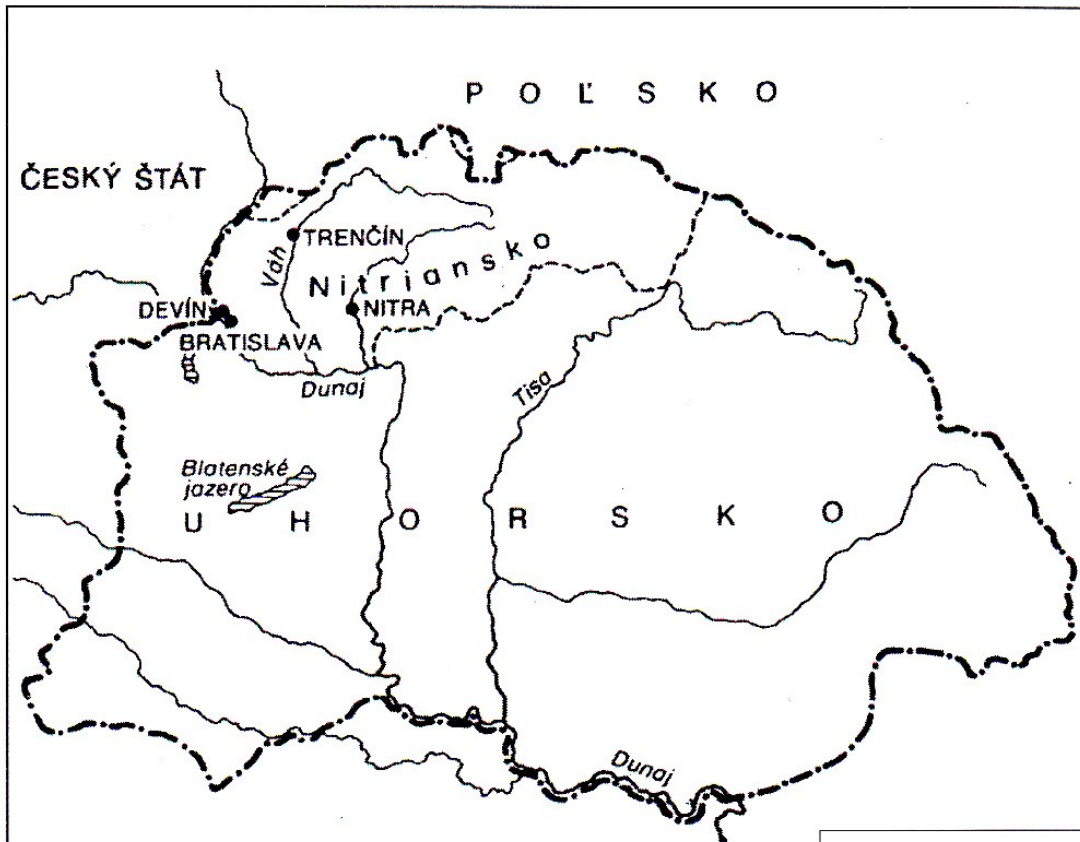 POĽSKO
ČESKÝ ŠTÁT
TRENČÍN
Váh
Nitriansko
DEVÍN
NITRA
BRATISLAVA
Dunaj
Tisa
Blatenské
jazero
UHORSKO
Dunaj